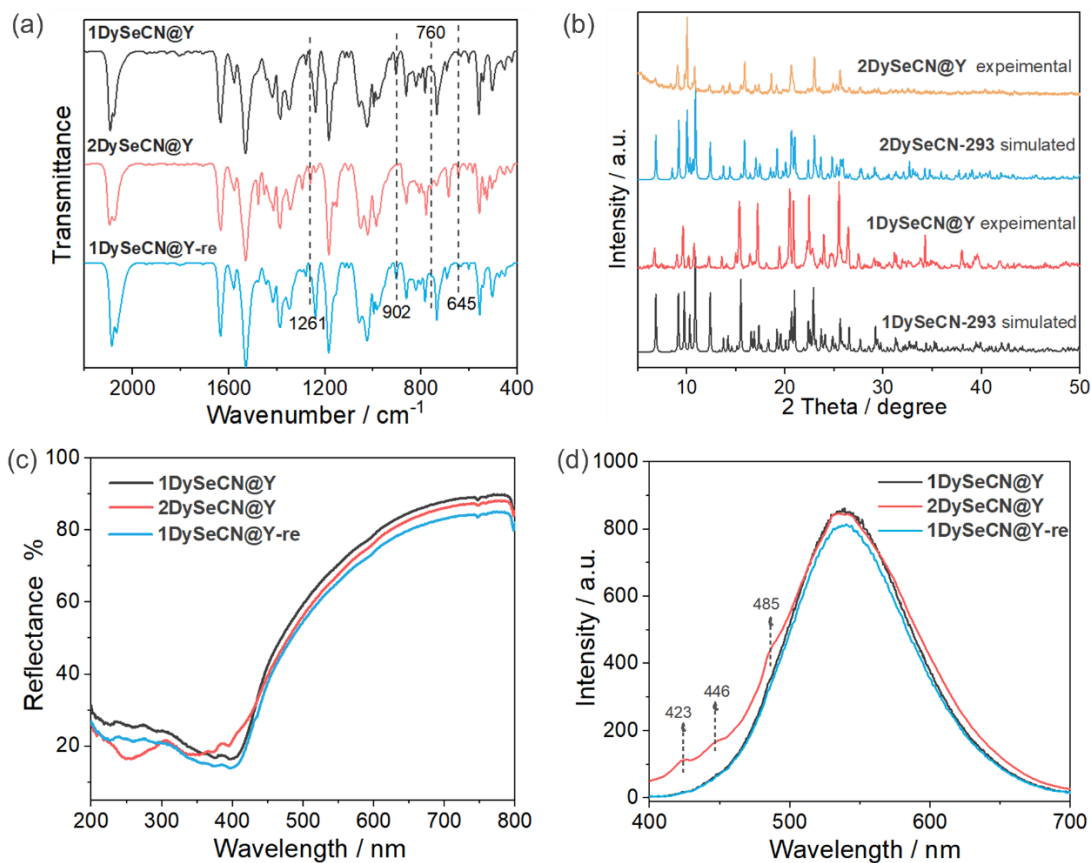 (a)
1DySeCN@Y
760
2DySeCN@Y
1DySeCN@Y-re
1261
902
645
Transmittance
2000 1600 1200 800 400
Wavenumber / cm⁻¹
(b)
2DySeCN@Y expeimental
2DySeCN-293 simulated
1DySeCN@Y expeimental
1DySeCN-293 simulated
Intensity / a.u.
10 20 30 40 50
2 Theta / degree
(c)
100
80
60
40
20
0
1DySeCN@Y
2DySeCN@Y
1DySeCN@Y-re
Reflectance %
200 300 400 500 600 700 800
Wavelength / nm
(d)
1000
800
600
400
200
0
1DySeCN@Y
2DySeCN@Y
1DySeCN@Y-re
485
446
423
Intensity / a.u.
400 500 600 700
Wavelength / nm